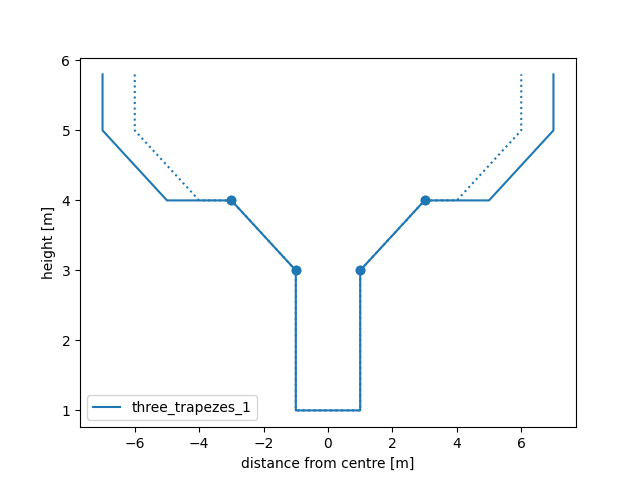 6
5
4
3
2
1
height [m]
three_trapezes_1
−6 −4 −2 0 2 4 6
distance from centre [m]